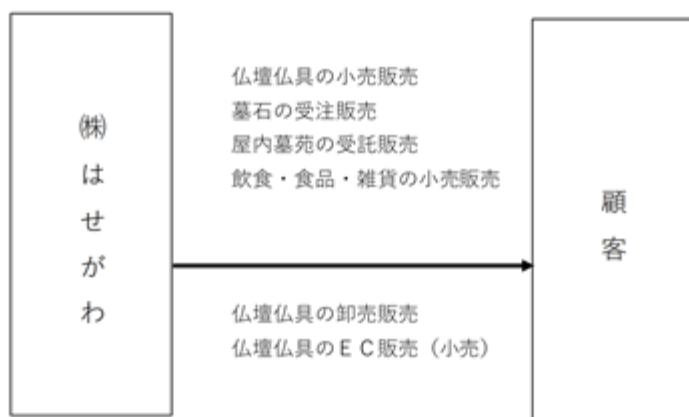 ㈱はせがわ
仏壇仏具の小売販売
墓石の受注販売
屋内墓苑の受託販売
飲食・食品・雑貨の小売販売
仏壇仏具の卸売販売
仏壇仏具のＥＣ販売（小売）
顧客